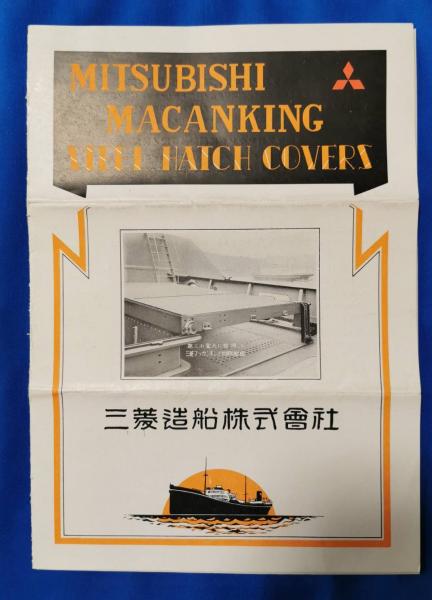 MITSUBISHI
MACANKING
STEEL HATCH COVERS
三菱造船株式會社